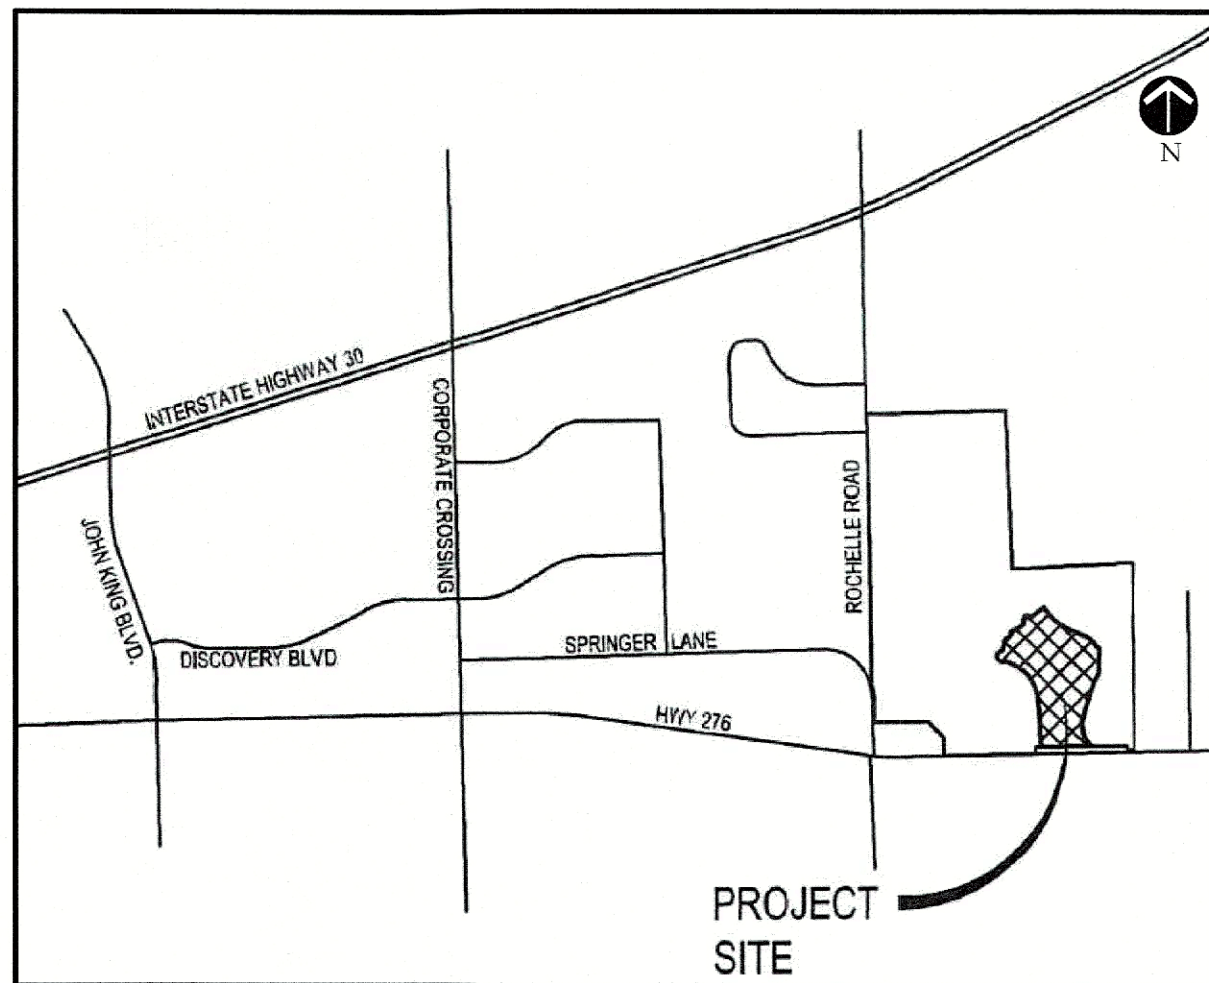 N
INTERSTATE HIGHWAY 30
CORPORATE CROSSING
ROCHELLE ROAD
JOHN KING BLVD.
DISCOVERY BLVD
SPRINGER LANE
HWY 276
PROJECT
SITE